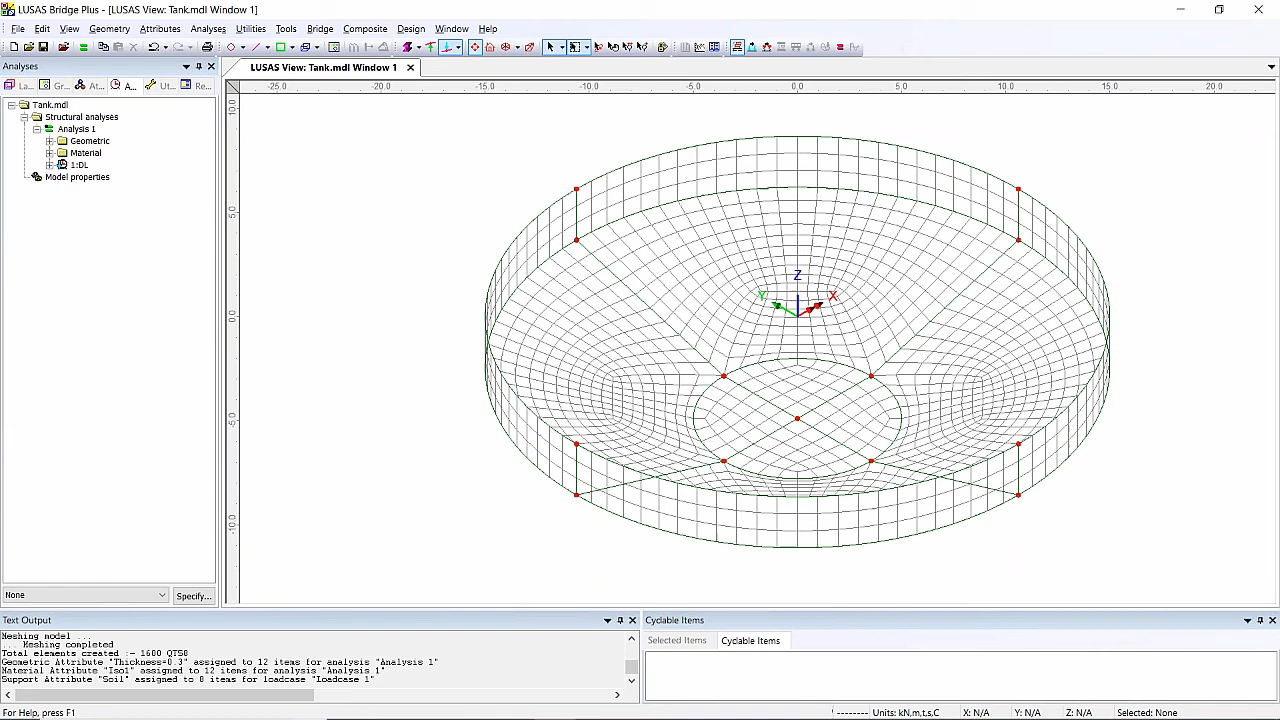 LUSAS Bridge Plus - [LUSAS View: Tank.mdl Window 1]
File Edit View Geometry Attributes Analyses Utilities Tools Bridge Composite Design Window Help
Analyses
LUSAS View: Tank.mdl Window 1
La... Gr... At... A... Ut... Re...
-25.0 -20.0 -15.0 -10.0 -5.0 0.0 5.0 10.0 15.0 20.0
10.0
5.0
0.0
-5.0
-10.0
Tank.mdl
Structural analyses
Analysis 1
Geometric
Material
1:DL
Model properties
Z
Y
X
None
Specify...
Text Output
Meshing model ...
... Meshing completed
Total elements created :- 1600 QTS8
Geometric Attribute "Thickness=0.3" assigned to 12 items for analysis "Analysis 1"
Material Attribute "Iso1" assigned to 12 items for analysis "Analysis 1"
Support Attribute "Soil" assigned to 8 items for loadcase "Loadcase 1"
Cyclable Items
Selected Items Cyclable Items
For Help, press F1
Units: kN,m,t,s,C X: N/A Y: N/A Z: N/A Selected: None